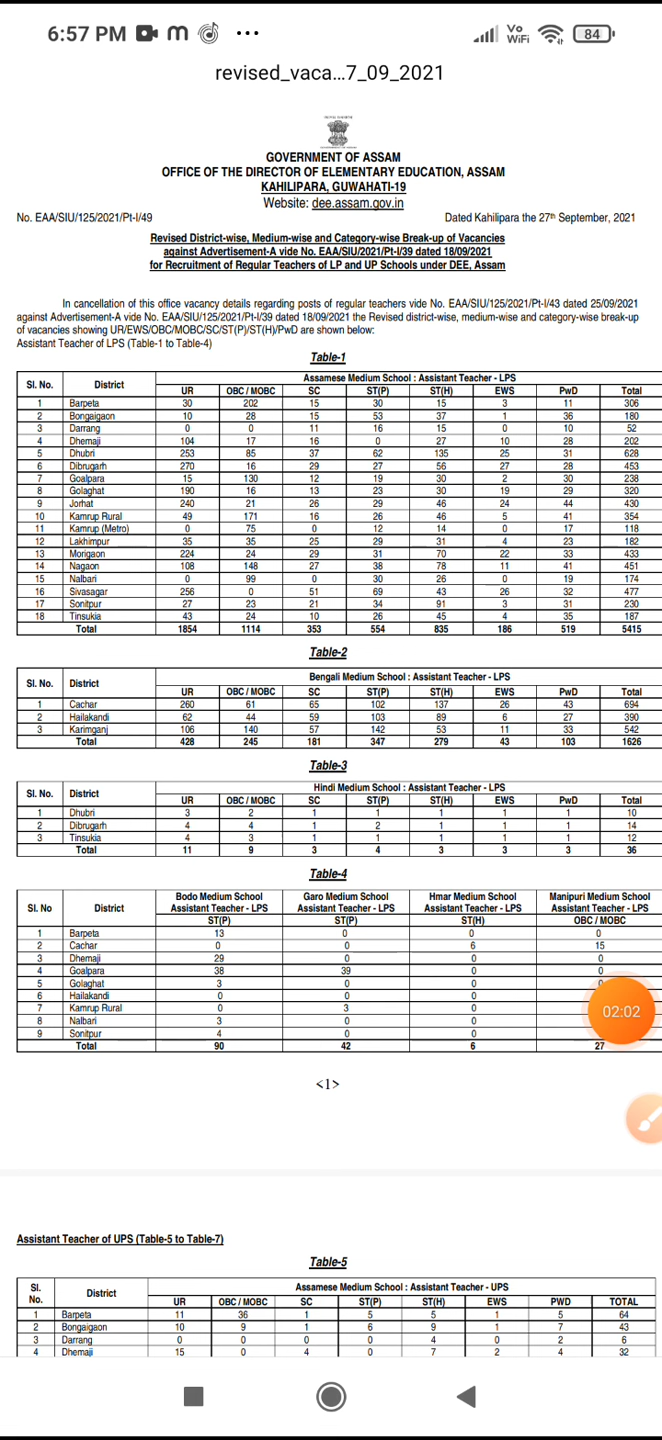 6:57 PM
Vo WiFi 84
revised_vaca...7_09_2021
GOVERNMENT OF ASSAM
OFFICE OF THE DIRECTOR OF ELEMENTARY EDUCATION, ASSAM
KAHILIPARA, GUWAHATI-19
Website: dee.assam.gov.in
No. EAA/SIU/125/2021/Pt-I/49 Dated Kahilipara the 27th September, 2021
Revised District-wise, Medium-wise and Category-wise Break-up of Vacancies
against Advertisement-A vide No. EAA/SIU/2021/Pt-I/39 dated 18/09/2021
for Recruitment of Regular Teachers of LP and UP Schools under DEE, Assam
In cancellation of this office vacancy details regarding posts of regular teachers vide No. EAA/SIU/125/2021/Pt-I/43 dated 25/09/2021
against Advertisement-A vide No. EAA/SIU/125/2021/Pt-I/39 dated 18/09/2021 the Revised district-wise, medium-wise and category-wise break-up
of vacancies showing UR/EWS/OBC/MOBC/SC/ST(P)/ST(H)/PwD are shown below:
Assistant Teacher of LPS (Table-1 to Table-4)
Table-1
Sl. No. District Assamese Medium School : Assistant Teacher - LPS
UR OBC / MOBC SC ST(P) ST(H) EWS PwD Total
1 Barpeta 30 202 15 30 15 3 11 306
2 Bongaigaon 10 28 15 53 37 1 36 180
3 Darrang 0 0 11 16 15 0 10 52
4 Dhemaji 104 17 16 0 27 10 28 202
5 Dhubri 253 85 37 62 135 25 31 628
6 Dibrugarh 270 16 29 27 56 27 28 453
7 Goalpara 15 130 12 19 30 2 30 238
8 Golaghat 190 16 13 23 30 19 29 320
9 Jorhat 240 21 26 29 46 24 44 430
10 Kamrup Rural 49 171 16 26 46 5 41 354
11 Kamrup (Metro) 0 75 0 12 14 0 17 118
12 Lakhimpur 35 35 25 29 31 4 23 182
13 Morigaon 224 24 29 31 70 22 33 433
14 Nagaon 108 148 27 38 78 11 41 451
15 Nalbari 0 99 0 30 26 0 19 174
16 Sivasagar 256 0 51 69 43 26 32 477
17 Sonitpur 27 23 21 34 91 3 31 230
18 Tinsukia 43 24 10 26 45 4 35 187
Total 1854 1114 353 554 835 186 519 5415
Table-2
Sl. No. District Bengali Medium School : Assistant Teacher - LPS
UR OBC / MOBC SC ST(P) ST(H) EWS PwD Total
1 Cachar 260 61 65 102 137 26 43 694
2 Hailakandi 62 44 59 103 89 6 27 390
3 Karimganj 106 140 57 142 53 11 33 542
Total 428 245 181 347 279 43 103 1626
Table-3
Sl. No. District Hindi Medium School : Assistant Teacher - LPS
UR OBC / MOBC SC ST(P) ST(H) EWS PwD Total
1 Dhubri 3 2 1 1 1 1 1 10
2 Dibrugarh 4 4 1 2 1 1 1 14
3 Tinsukia 4 3 1 1 1 1 1 12
Total 11 9 3 4 3 3 3 36
Table-4
Bodo Medium School Garo Medium School Hmar Medium School Manipuri Medium School
Sl. No District Assistant Teacher - LPS Assistant Teacher - LPS Assistant Teacher - LPS Assistant Teacher - LPS
ST(P) ST(P) ST(H) OBC / MOBC
1 Barpeta 13 0 0 0
2 Cachar 0 0 6 15
3 Dhemaji 29 0 0 0
4 Goalpara 38 39 0 0
5 Golaghat 3 0 0 0
6 Hailakandi 0 0 0
7 Kamrup Rural 0 3 0
8 Nalbari 3 0 0
9 Sonitpur 4 0 0
Total 90 42 6 27
02:02
<1>
Assistant Teacher of UPS (Table-5 to Table-7)
Table-5
Sl. No. District Assamese Medium School : Assistant Teacher - UPS
UR OBC / MOBC SC ST(P) ST(H) EWS PWD TOTAL
1 Barpeta 11 36 1 5 5 1 5 64
2 Bongaigaon 10 9 1 6 9 1 7 43
3 Darrang 0 0 0 0 4 0 2 6
4 Dhemaji 15 0 4 0 7 2 4 32